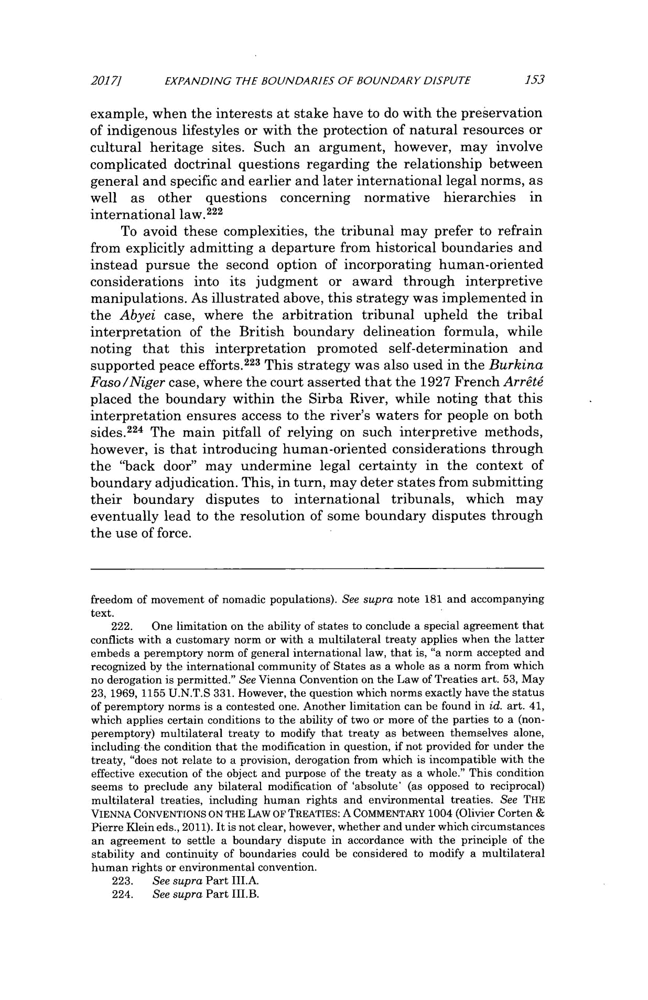 2017] EXPANDING THE BOUNDARIES OF BOUNDARY DISPUTE 153
example, when the interests at stake have to do with the preservation
of indigenous lifestyles or with the protection of natural resources or
cultural heritage sites. Such an argument, however, may involve
complicated doctrinal questions regarding the relationship between
general and specific and earlier and later international legal norms, as
well as other questions concerning normative hierarchies in
international law.222
To avoid these complexities, the tribunal may prefer to refrain
from explicitly admitting a departure from historical boundaries and
instead pursue the second option of incorporating human-oriented
considerations into its judgment or award through interpretive
manipulations. As illustrated above, this strategy was implemented in
the Abyei case, where the arbitration tribunal upheld the tribal
interpretation of the British boundary delineation formula, while
noting that this interpretation promoted self-determination and
supported peace efforts.223 This strategy was also used in the Burkina
Faso/Niger case, where the court asserted that the 1927 French Arrêté
placed the boundary within the Sirba River, while noting that this
interpretation ensures access to the river's waters for people on both
sides.224 The main pitfall of relying on such interpretive methods,
however, is that introducing human-oriented considerations through
the “back door” may undermine legal certainty in the context of
boundary adjudication. This, in turn, may deter states from submitting
their boundary disputes to international tribunals, which may
eventually lead to the resolution of some boundary disputes through
the use of force.
freedom of movement of nomadic populations). See supra note 181 and accompanying
text.
222. One limitation on the ability of states to conclude a special agreement that
conflicts with a customary norm or with a multilateral treaty applies when the latter
embeds a peremptory norm of general international law, that is, “a norm accepted and
recognized by the international community of States as a whole as a norm from which
no derogation is permitted.” See Vienna Convention on the Law of Treaties art. 53, May
23, 1969, 1155 U.N.T.S 331. However, the question which norms exactly have the status
of peremptory norms is a contested one. Another limitation can be found in id. art. 41,
which applies certain conditions to the ability of two or more of the parties to a (non-
peremptory) multilateral treaty to modify that treaty as between themselves alone,
including the condition that the modification in question, if not provided for under the
treaty, “does not relate to a provision, derogation from which is incompatible with the
effective execution of the object and purpose of the treaty as a whole.” This condition
seems to preclude any bilateral modification of ‘absolute’ (as opposed to reciprocal)
multilateral treaties, including human rights and environmental treaties. See THE
VIENNA CONVENTIONS ON THE LAW OF TREATIES: A COMMENTARY 1004 (Olivier Corten &
Pierre Klein eds., 2011). It is not clear, however, whether and under which circumstances
an agreement to settle a boundary dispute in accordance with the principle of the
stability and continuity of boundaries could be considered to modify a multilateral
human rights or environmental convention.
223. See supra Part III.A.
224. See supra Part III.B.